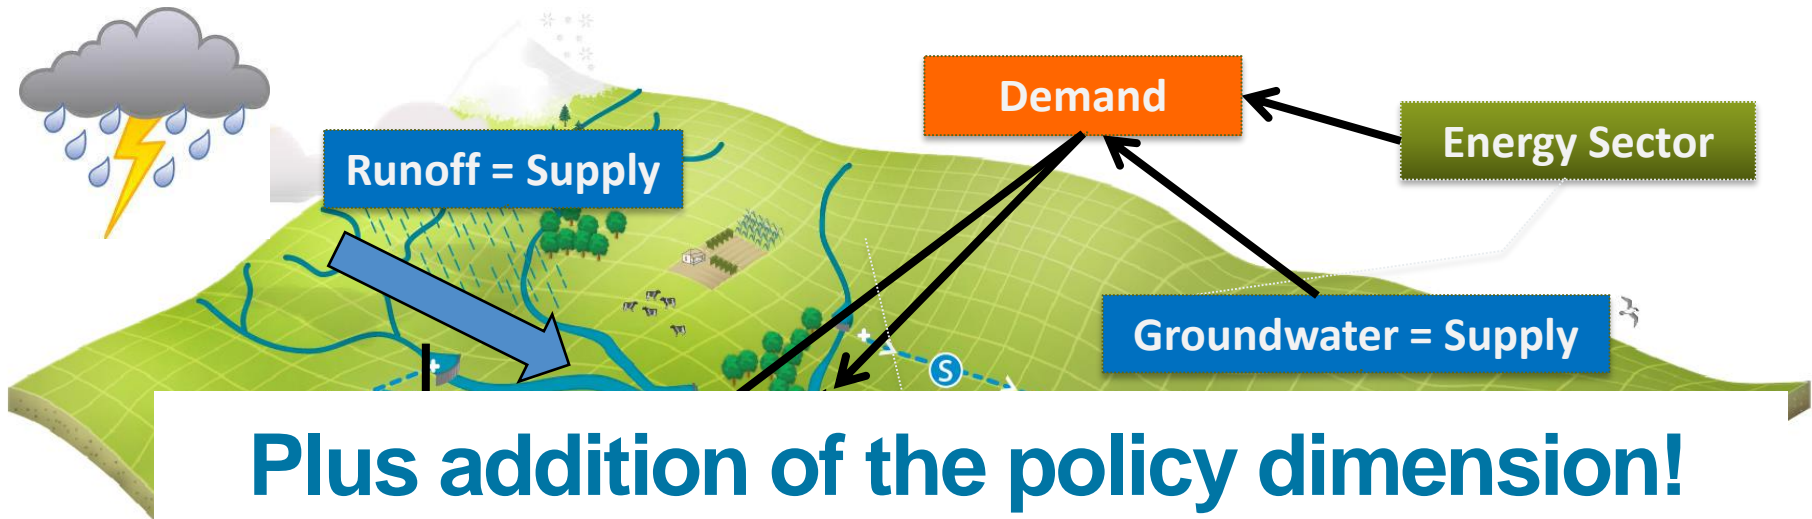 Demand
Energy Sector
Runoff = Supply
Groundwater = Supply
S
Plus addition of the policy dimension!